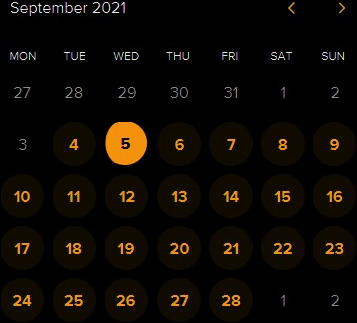 September 2021
MON TUE WED THU FRI SAT SUN
27 28 29 30 31 1 2
3 4 5 6 7 8 9
10 11 12 13 14 15 16
17 18 19 20 21 22 23
24 25 26 27 28 1 2